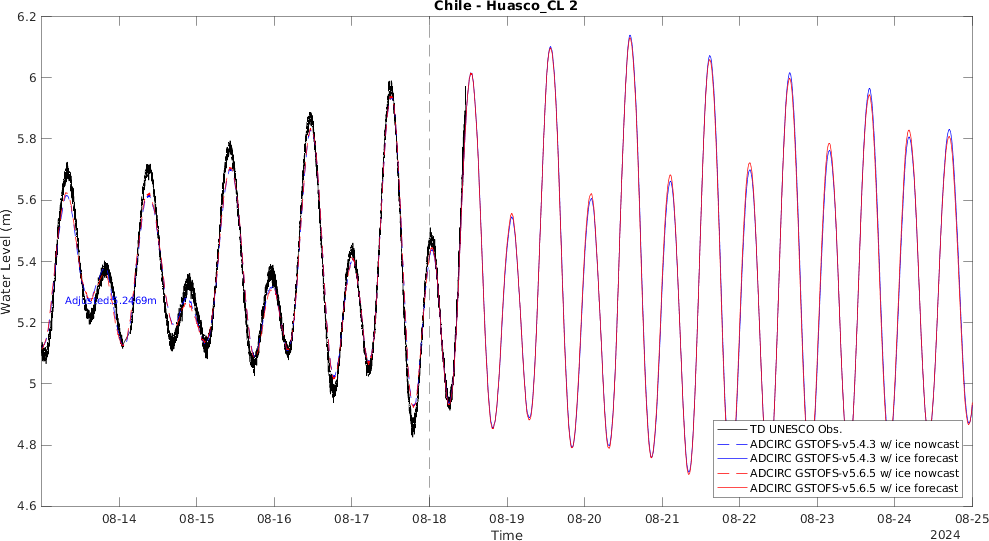 Chile - Huasco_CL 2
6.2
6
5.8
5.6
5.4
5.2
5
4.8
4.6
Water Level (m)
Adjusted:5.2469m
TD UNESCO Obs.
ADCIRC GSTOFS-v5.4.3 w/ ice nowcast
ADCIRC GSTOFS-v5.4.3 w/ ice forecast
ADCIRC GSTOFS-v5.6.5 w/ ice nowcast
ADCIRC GSTOFS-v5.6.5 w/ ice forecast
08-14 08-15 08-16 08-17 08-18 08-19 08-20 08-21 08-22 08-23 08-24 08-25
Time
2024